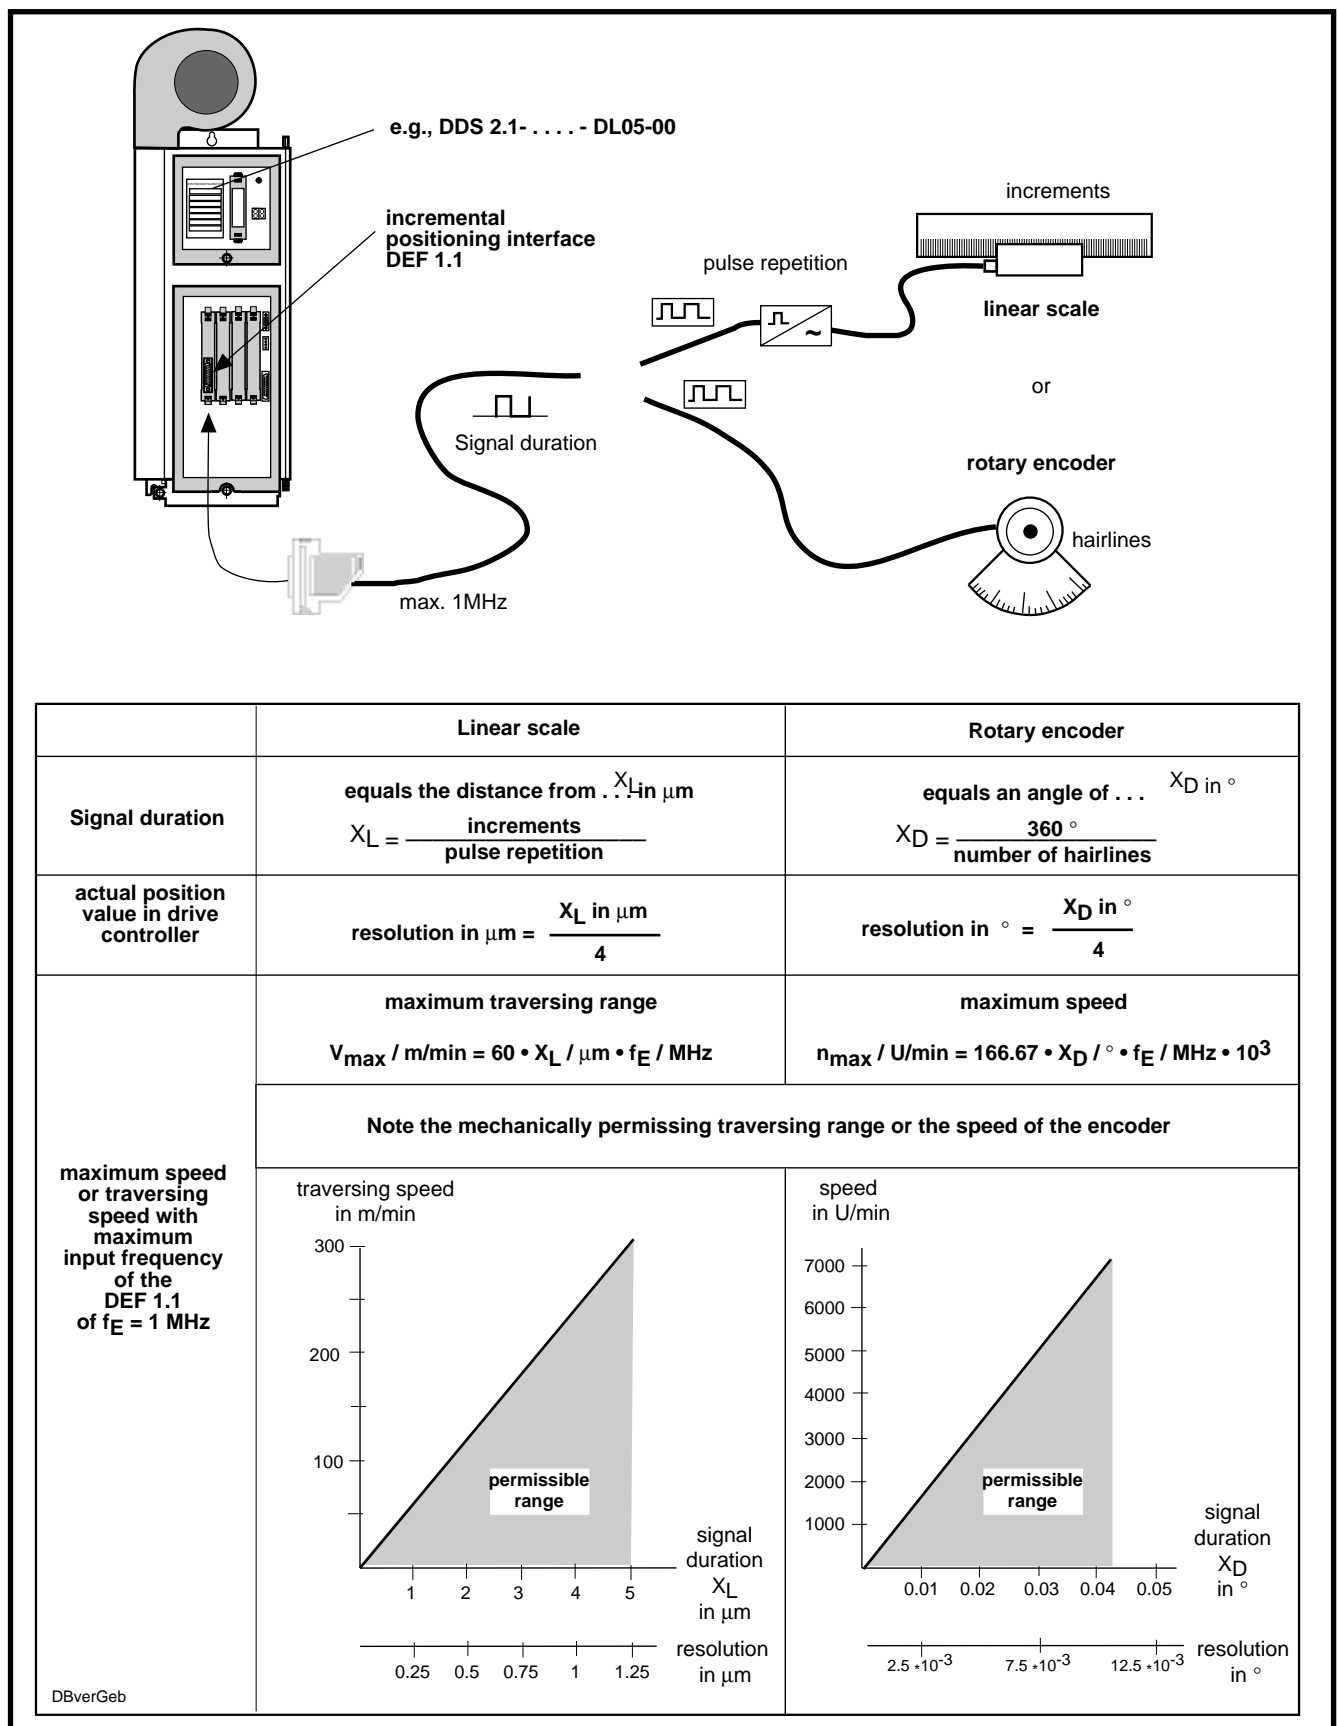 e.g., DDS 2.1- . . . . - DL05-00
increments
incremental
positioning interface
DEF 1.1
pulse repetition
linear scale
or
Signal duration
rotary encoder
hairlines
max. 1MHz
Linear scale
Rotary encoder
Signal duration
equals the distance from . . . XL in μm
XL = increments
pulse repetition
equals an angle of . . . XD in °
XD = 360 °
number of hairlines
actual position
value in drive
controller
resolution in μm = XL in μm
4
resolution in ° = XD in °
4
maximum traversing range
Vmax / m/min = 60 • XL / μm • fE / MHz
maximum speed
nmax / U/min = 166.67 • XD / ° • fE / MHz • 10³
Note the mechanically permissing traversing range or the speed of the encoder
maximum speed
or traversing
speed with
maximum
input frequency
of the
DEF 1.1
of fE = 1 MHz
traversing speed
in m/min
300
200
100
permissible
range
1 2 3 4 5
signal
duration
XL
in μm
0.25 0.5 0.75 1 1.25
resolution
in μm
speed
in U/min
7000
6000
5000
4000
3000
2000
1000
permissible
range
0.01 0.02 0.03 0.04 0.05
signal
duration
XD
in °
2.5 *10-3 7.5 *10-3 12.5 *10-3
resolution
in °
DBverGeb